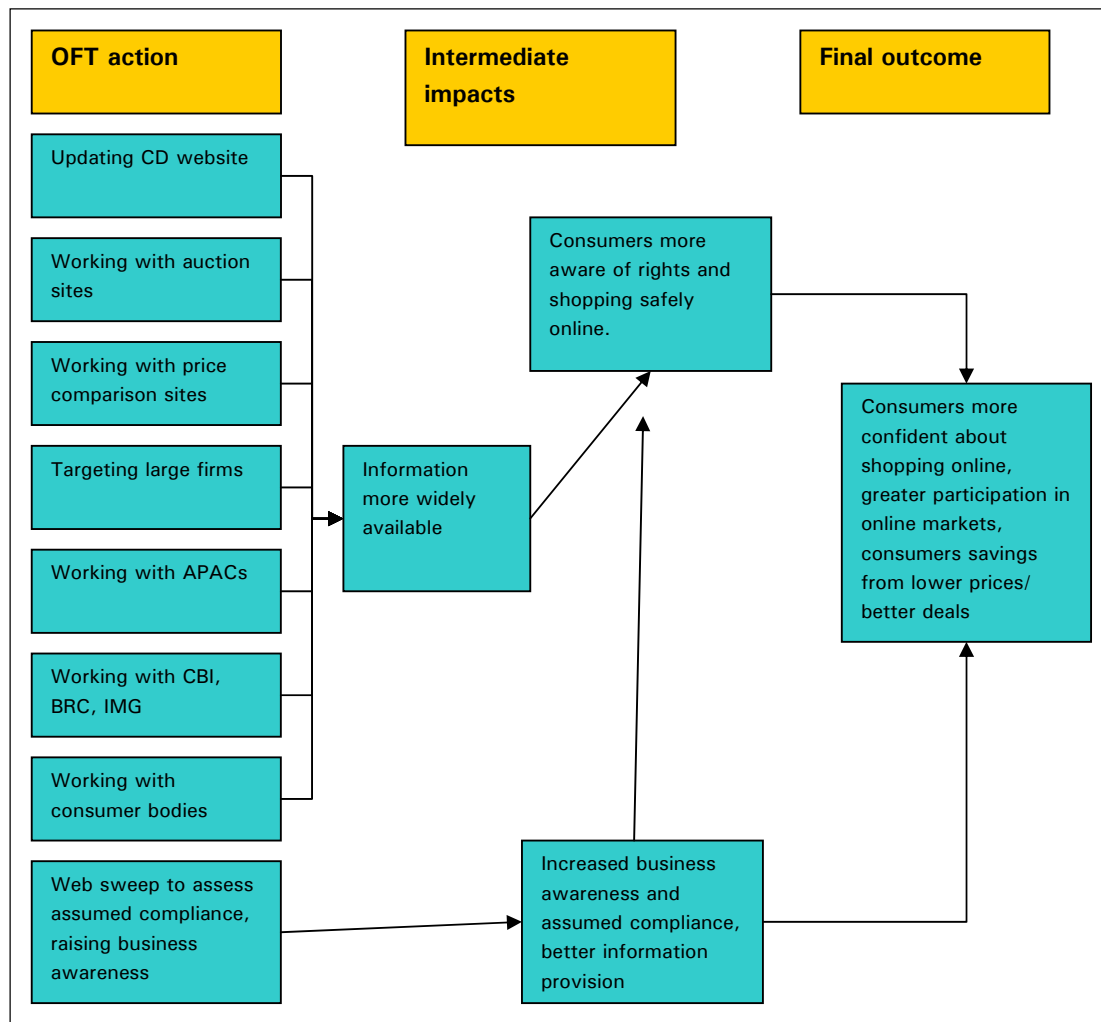 OFT action
Intermediate
impacts
Final outcome
Updating CD website
Working with auction
sites
Working with price
comparison sites
Targeting large firms
Working with APACs
Working with CBI,
BRC, IMG
Working with
consumer bodies
Web sweep to assess
assumed compliance,
raising business
awareness
Information
more widely
available
Consumers more
aware of rights and
shopping safely
online.
Increased business
awareness and
assumed compliance,
better information
provision
Consumers more
confident about
shopping online,
greater participation in
online markets,
consumers savings
from lower prices/
better deals